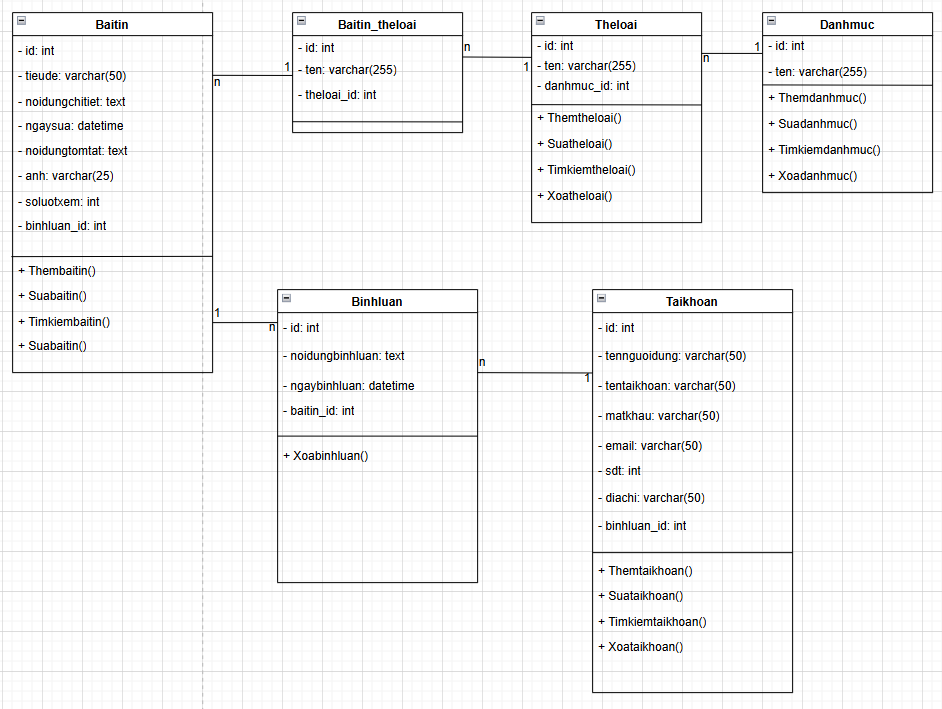 Baitin
- id: int
- tieude: varchar(50)
- noidungchitiet: text
- ngaysua: datetime
- noidungtomtat: text
- anh: varchar(25)
- soluotxem: int
- binhluan_id: int
+ Thembaitin()
+ Suabaitin()
+ Timkiembaitin()
+ Suabaitin()
n
1
Baitin_theloai
- id: int
- ten: varchar(255)
- theloai_id: int
n
1
Theloai
- id: int
- ten: varchar(255)
- danhmuc_id: int
+ Themtheloai()
+ Suatheloai()
+ Timkiemtheloai()
+ Xoatheloai()
n
1
Danhmuc
- id: int
- ten: varchar(255)
+ Themdanhmuc()
+ Suadanhmuc()
+ Timkiemdanhmuc()
+ Xoadanhmuc()
1
n
Binhluan
- id: int
- noidungbinhluan: text
- ngaybinhluan: datetime
- baitin_id: int
+ Xoabinhluan()
n
1
Taikhoan
- id: int
- tennguoidung: varchar(50)
- tentaikhoan: varchar(50)
- matkhau: varchar(50)
- email: varchar(50)
- sdt: int
- diachi: varchar(50)
- binhluan_id: int
+ Themtaikhoan()
+ Suataikhoan()
+ Timkiemtaikhoan()
+ Xoataikhoan()